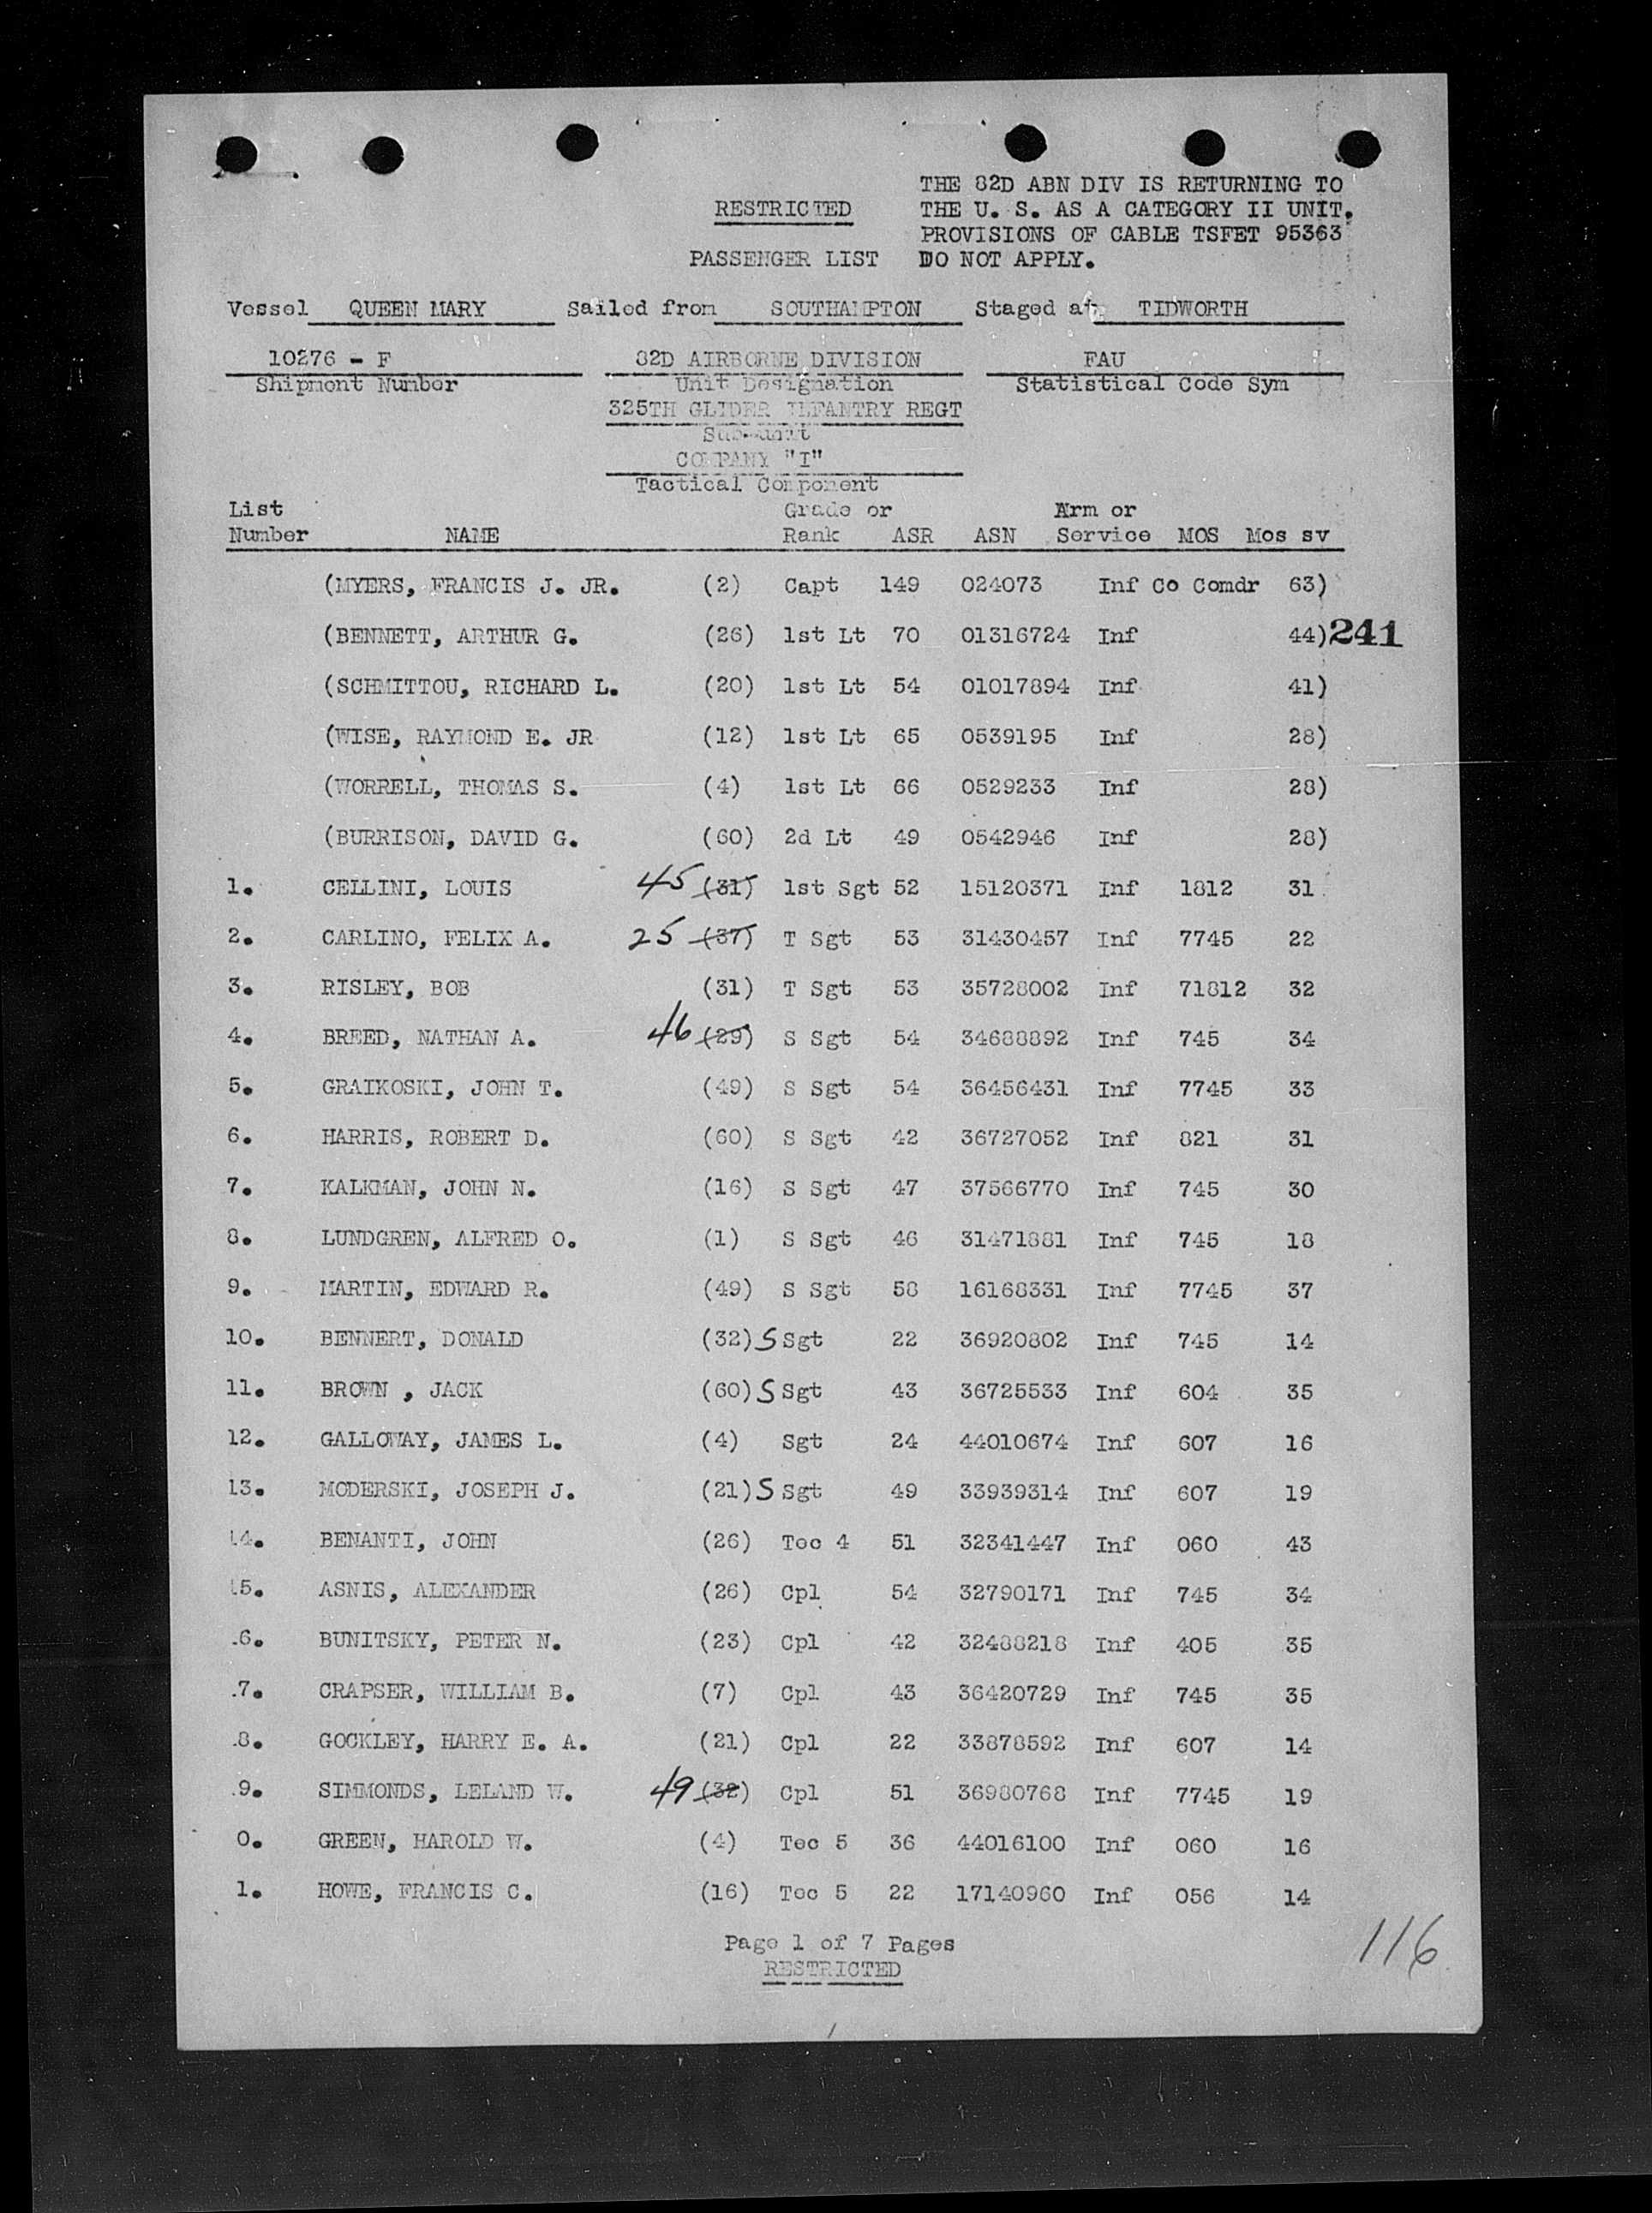 THE 82D ABN DIV IS RETURNING TO
RESTRICTED THE U. S. AS A CATEGORY II UNIT.
PROVISIONS OF CABLE TSFET 95363
PASSENGER LIST DO NOT APPLY.
Vessel QUEEN MARY Sailed from SOUTHAMPTON Staged at TIDWORTH
10276 - F 82D AIRBORNE DIVISION FAU
Shipment Number Unit Designation Statistical Code Sym
325TH GLIDER INFANTRY REGT
Sub-unit
COMPANY "I"
Tactical Component
List Grade or Arm or
Number NAME Rank ASR ASN Service MOS Mos sv
(MYERS, FRANCIS J. JR. (2) Capt 149 024073 Inf Co Comdr 63)
(BENNETT, ARTHUR G. (26) 1st Lt 70 01316724 Inf 44) 241
(SCHMITTOU, RICHARD L. (20) 1st Lt 54 01017894 Inf 41)
(WISE, RAYMOND E. JR (12) 1st Lt 65 0539195 Inf 28)
(WORRELL, THOMAS S. (4) 1st Lt 66 0529233 Inf 28)
(BURRISON, DAVID G. (60) 2d Lt 49 0542946 Inf 28)
1. CELLINI, LOUIS 45 (31) 1st Sgt 52 15120371 Inf 1812 31
2. CARLINO, FELIX A. 25 (37) T Sgt 53 31430457 Inf 7745 22
3. RISLEY, BOB (31) T Sgt 53 35728002 Inf 71812 32
4. BREED, NATHAN A. 46 (29) S Sgt 54 34688892 Inf 745 34
5. GRAIKOSKI, JOHN T. (49) S Sgt 54 36456431 Inf 7745 33
6. HARRIS, ROBERT D. (60) S Sgt 42 36727052 Inf 821 31
7. KALKMAN, JOHN N. (16) S Sgt 47 37566770 Inf 745 30
8. LUNDGREN, ALFRED O. (1) S Sgt 46 31471881 Inf 745 18
9. MARTIN, EDWARD R. (49) S Sgt 58 16168331 Inf 7745 37
10. BENNERT, DONALD (32) S Sgt 22 36920802 Inf 745 14
11. BROWN , JACK (60) S Sgt 43 36725533 Inf 604 35
12. GALLOWAY, JAMES L. (4) Sgt 24 44010674 Inf 607 16
13. MODERSKI, JOSEPH J. (21) S Sgt 49 33939314 Inf 607 19
14. BENANTI, JOHN (26) Tec 4 51 32341447 Inf 060 43
15. ASNIS, ALEXANDER (26) Cpl 54 32790171 Inf 745 34
6. BUNITSKY, PETER N. (23) Cpl 42 32488218 Inf 405 35
7. CRAPSER, WILLIAM B. (7) Cpl 43 36420729 Inf 745 35
8. GOCKLEY, HARRY E. A. (21) Cpl 22 33878592 Inf 607 14
9. SIMMONDS, LELAND W. 49 (32) Cpl 51 36980768 Inf 7745 19
0. GREEN, HAROLD W. (4) Tec 5 36 44016100 Inf 060 16
1. HOWE, FRANCIS C. (16) Tec 5 22 17140960 Inf 056 14
Page 1 of 7 Pages
RESTRICTED
116